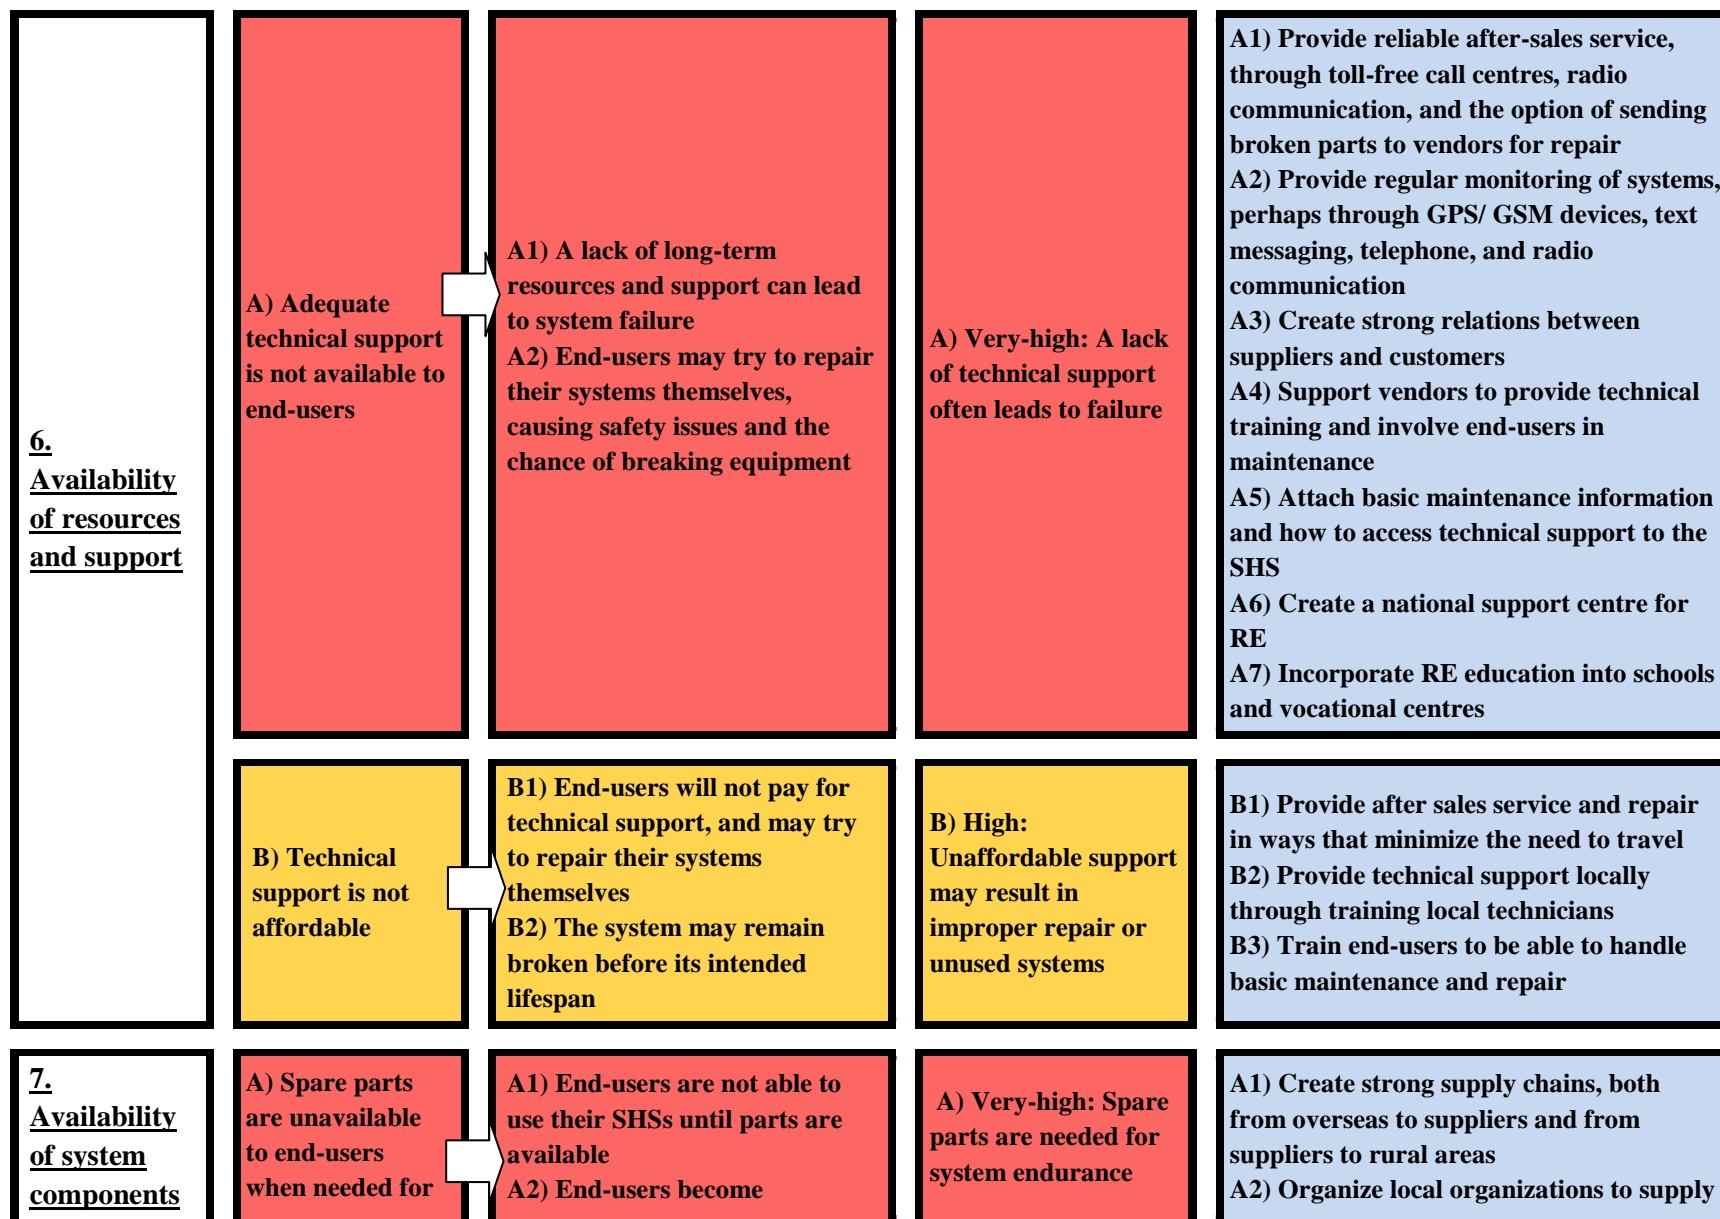 6.
Availability
of resources
and support
A) Adequate
technical support
is not available to
end-users
A1) A lack of long-term
resources and support can lead
to system failure
A2) End-users may try to repair
their systems themselves,
causing safety issues and the
chance of breaking equipment
A) Very-high: A lack
of technical support
often leads to failure
A1) Provide reliable after-sales service,
through toll-free call centres, radio
communication, and the option of sending
broken parts to vendors for repair
A2) Provide regular monitoring of systems,
perhaps through GPS/ GSM devices, text
messaging, telephone, and radio
communication
A3) Create strong relations between
suppliers and customers
A4) Support vendors to provide technical
training and involve end-users in
maintenance
A5) Attach basic maintenance information
and how to access technical support to the
SHS
A6) Create a national support centre for
RE
A7) Incorporate RE education into schools
and vocational centres
B) Technical
support is not
affordable
B1) End-users will not pay for
technical support, and may try
to repair their systems
themselves
B2) The system may remain
broken before its intended
lifespan
B) High:
Unaffordable support
may result in
improper repair or
unused systems
B1) Provide after sales service and repair
in ways that minimize the need to travel
B2) Provide technical support locally
through training local technicians
B3) Train end-users to be able to handle
basic maintenance and repair
7.
Availability
of system
components
A) Spare parts
are unavailable
to end-users
when needed for
A1) End-users are not able to
use their SHSs until parts are
available
A2) End-users become
A) Very-high: Spare
parts are needed for
system endurance
A1) Create strong supply chains, both
from overseas to suppliers and from
suppliers to rural areas
A2) Organize local organizations to supply